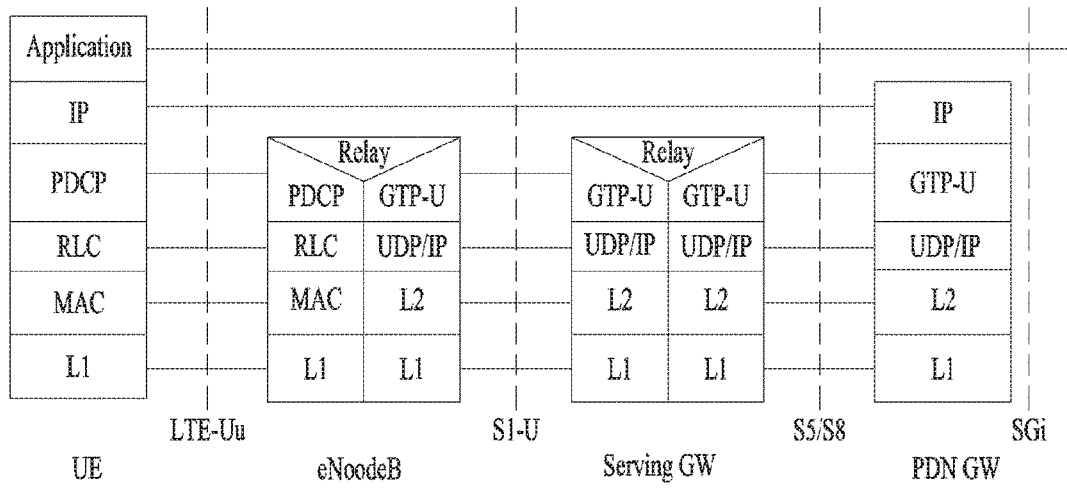 Application
IP
IP
Relay
Relay
PDCP
PDCP GTP-U
GTP-U GTP-U
GTP-U
RLC
RLC UDP/IP
UDP/IP UDP/IP
UDP/IP
MAC
MAC L2
L2 L2
L2
L1
L1 L1
L1 L1
L1
LTE-Uu
S1-U
S5/S8
SGi
UE
eNoodeB
Serving GW
PDN GW